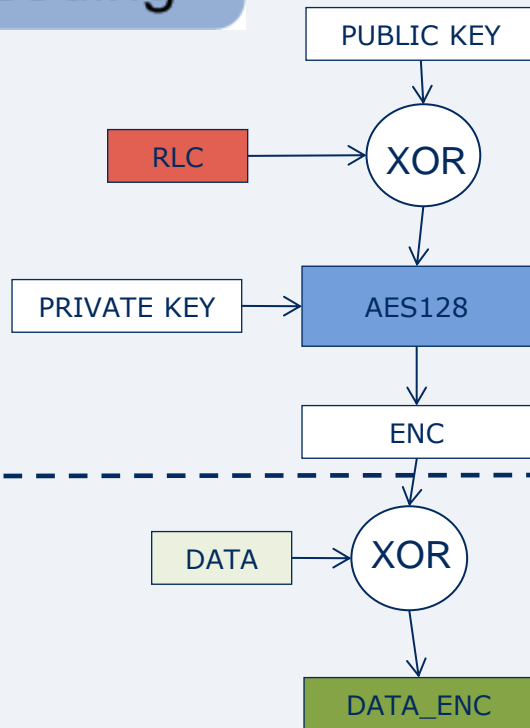 PUBLIC KEY
RLC
XOR
PRIVATE KEY
AES128
ENC
DATA
XOR
DATA_ENC